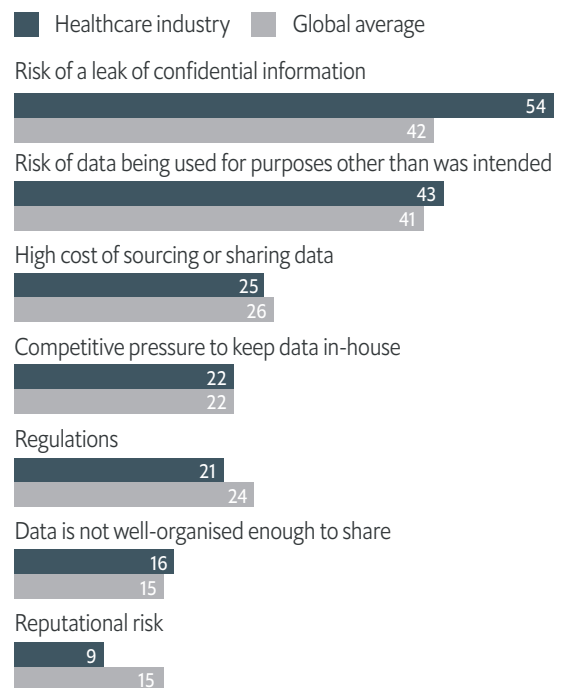 Healthcare industry Global average
Risk of a leak of confidential information
54
42
Risk of data being used for purposes other than was intended
43
41
High cost of sourcing or sharing data
25
26
Competitive pressure to keep data in-house
22
22
Regulations
21
24
Data is not well-organised enough to share
16
15
Reputational risk
9
15